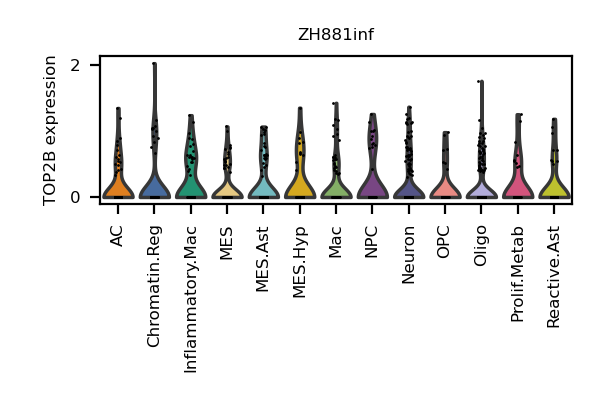 ZH881inf
TOP2B expression
2
0
AC
Chromatin.Reg
Inflammatory.Mac
MES
MES.Ast
MES.Hyp
Mac
NPC
Neuron
OPC
Oligo
Prolif.Metab
Reactive.Ast